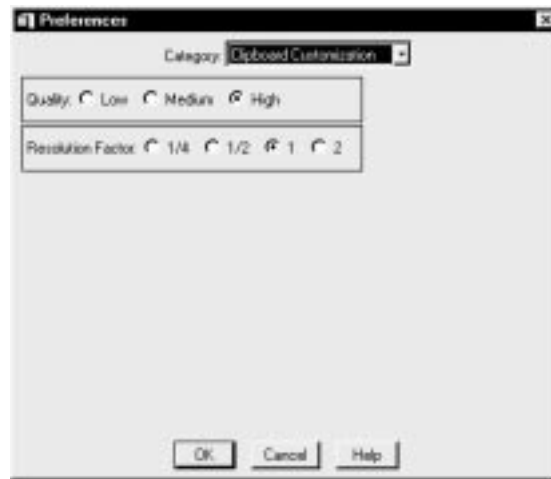 Preferences
Category: Clipboard Customization
Quality: Low Medium High
Resolution Factor: 1/4 1/2 1 2
OK Cancel Help